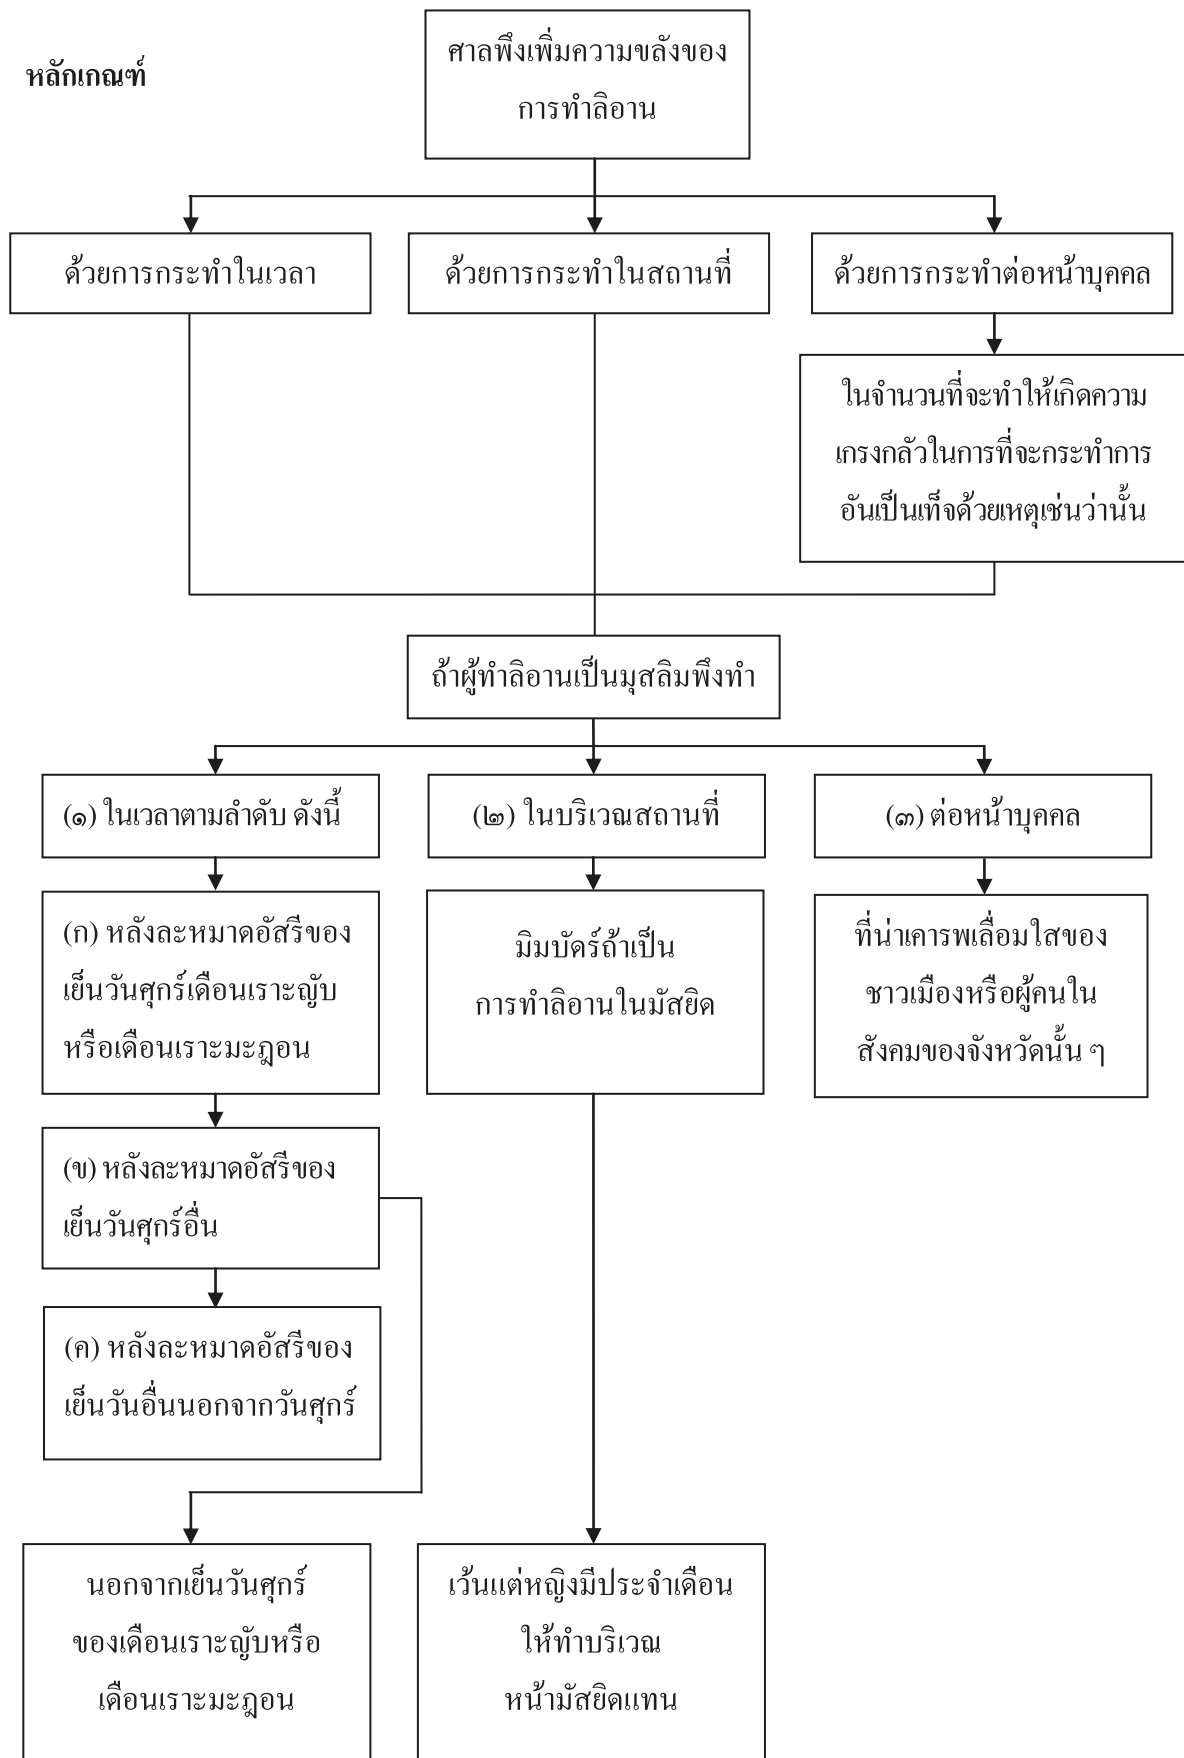 หลักเกณฑ์
ศาลพึงเพิ่มความขลังของ
การทำลิอาน
ด้วยการกระทำในเวลา
ด้วยการกระทำในสถานที่
ด้วยการกระทำต่อหน้าบุคคล
ในจำนวนที่จะทำให้เกิดความ
เกรงกลัวในการที่จะกระทำการ
อันเป็นเท็จด้วยเหตุเช่นว่านั้น
ถ้าผู้ทำลิอานเป็นมุสลิมพึงทำ
(๑) ในเวลาตามลำดับ ดังนี้
(๒) ในบริเวณสถานที่
(๓) ต่อหน้าบุคคล
(ก) หลังละหมาดอัสรีของ
เย็นวันศุกร์เดือนเราะญับ
หรือเดือนเราะมะฎอน
มิมบัดร์ถ้าเป็น
การทำลิอานในมัสยิด
ที่น่าเคารพเลื่อมใสของ
ชาวเมืองหรือผู้คนใน
สังคมของจังหวัดนั้น ๆ
(ข) หลังละหมาดอัสรีของ
เย็นวันศุกร์อื่น
(ค) หลังละหมาดอัสรีของ
เย็นวันอื่นนอกจากวันศุกร์
นอกจากเย็นวันศุกร์
ของเดือนเราะญับหรือ
เดือนเราะมะฎอน
เว้นแต่หญิงมีประจำเดือน
ให้ทำบริเวณ
หน้ามัสยิดแทน